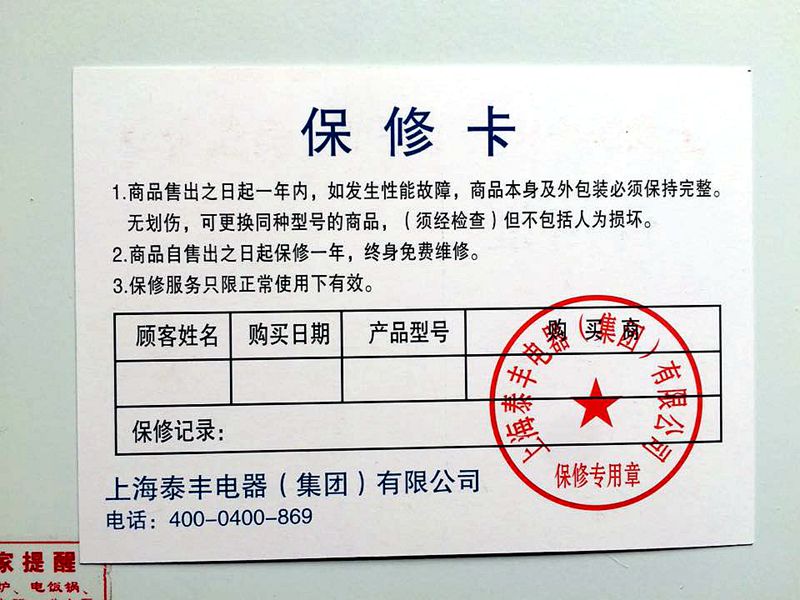 保修卡
1.商品售出之日起一年内，如发生性能故障，商品本身及外包装必须保持完整。
无划伤，可更换同种型号的商品，（须经检查）但不包括人为损坏。
2.商品自售出之日起保修一年，终身免费维修。
3.保修服务只限正常使用下有效。
顾客姓名 购买日期 产品型号 购买商
保修记录：
上海泰丰电器（集团）有限公司
保修专用章
上海泰丰电器（集团）有限公司
电话：400-0400-869
家提醒
炉、电饭锅、